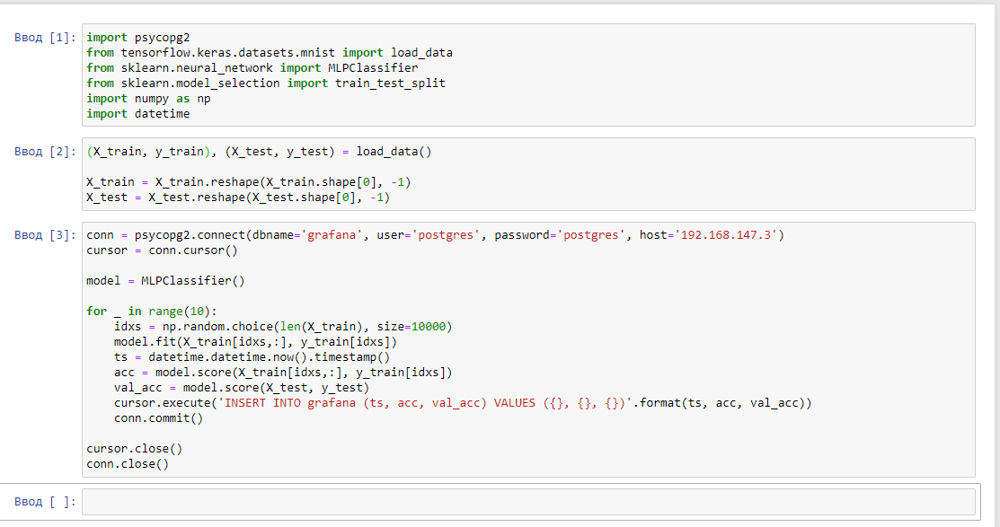 Ввод [1]: import psycopg2
from tensorflow.keras.datasets.mnist import load_data
from sklearn.neural_network import MLPClassifier
from sklearn.model_selection import train_test_split
import numpy as np
import datetime
Ввод [2]: (X_train, y_train), (X_test, y_test) = load_data()
X_train = X_train.reshape(X_train.shape[0], -1)
X_test = X_test.reshape(X_test.shape[0], -1)
Ввод [3]: conn = psycopg2.connect(dbname='grafana', user='postgres', password='postgres', host='192.168.147.3')
cursor = conn.cursor()
model = MLPClassifier()
for _ in range(10):
    idxs = np.random.choice(len(X_train), size=10000)
    model.fit(X_train[idxs,:], y_train[idxs])
    ts = datetime.datetime.now().timestamp()
    acc = model.score(X_train[idxs,:], y_train[idxs])
    val_acc = model.score(X_test, y_test)
    cursor.execute('INSERT INTO grafana (ts, acc, val_acc) VALUES ({}, {}, {})'.format(ts, acc, val_acc))
    conn.commit()
cursor.close()
conn.close()
Ввод [ ]: